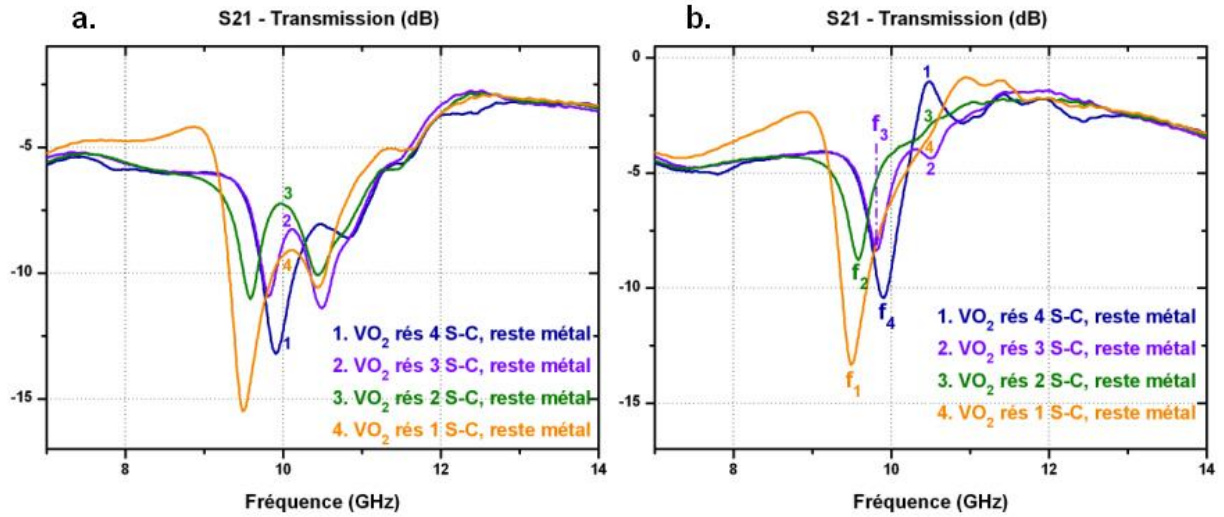 a.
S21 - Transmission (dB)
-5
-10
-15
8
10
12
14
Fréquence (GHz)
3
2
4
1
1. VO2 rés 4 S-C, reste métal
2. VO2 rés 3 S-C, reste métal
3. VO2 rés 2 S-C, reste métal
4. VO2 rés 1 S-C, reste métal
b.
S21 - Transmission (dB)
0
-5
-10
-15
8
10
12
14
Fréquence (GHz)
1
f3
3
4
2
f2
f4
f1
1. VO2 rés 4 S-C, reste métal
2. VO2 rés 3 S-C, reste métal
3. VO2 rés 2 S-C, reste métal
4. VO2 rés 1 S-C, reste métal